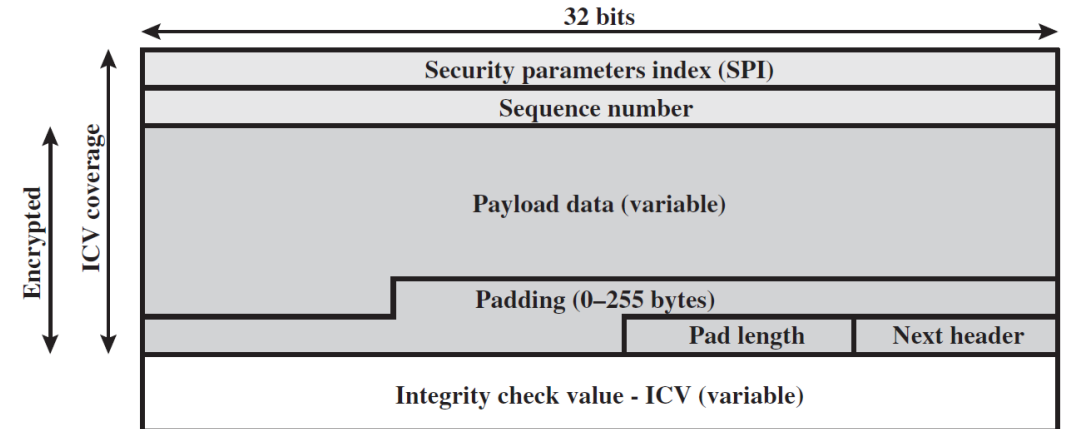 32 bits
Security parameters index (SPI)
Sequence number
Encrypted
ICV coverage
Payload data (variable)
Padding (0–255 bytes)
Pad length
Next header
Integrity check value - ICV (variable)